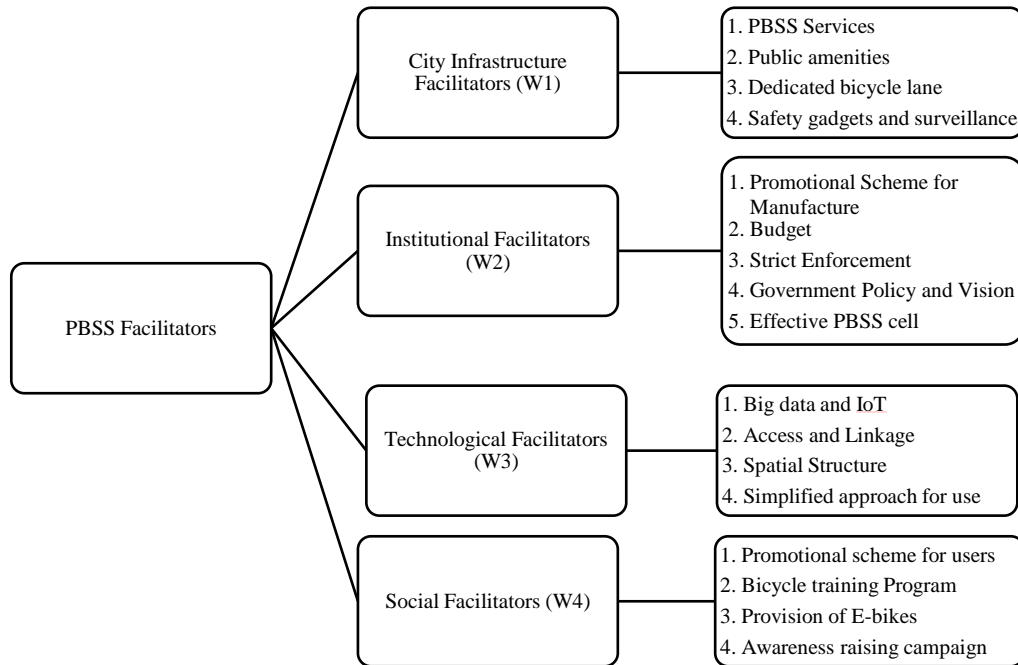 PBSS Facilitators
City Infrastructure
Facilitators (W1)
1. PBSS Services
2. Public amenities
3. Dedicated bicycle lane
4. Safety gadgets and surveillance
Institutional Facilitators
(W2)
1. Promotional Scheme for
Manufacture
2. Budget
3. Strict Enforcement
4. Government Policy and Vision
5. Effective PBSS cell
Technological Facilitators
(W3)
1. Big data and IoT
2. Access and Linkage
3. Spatial Structure
4. Simplified approach for use
Social Facilitators (W4)
1. Promotional scheme for users
2. Bicycle training Program
3. Provision of E-bikes
4. Awareness raising campaign